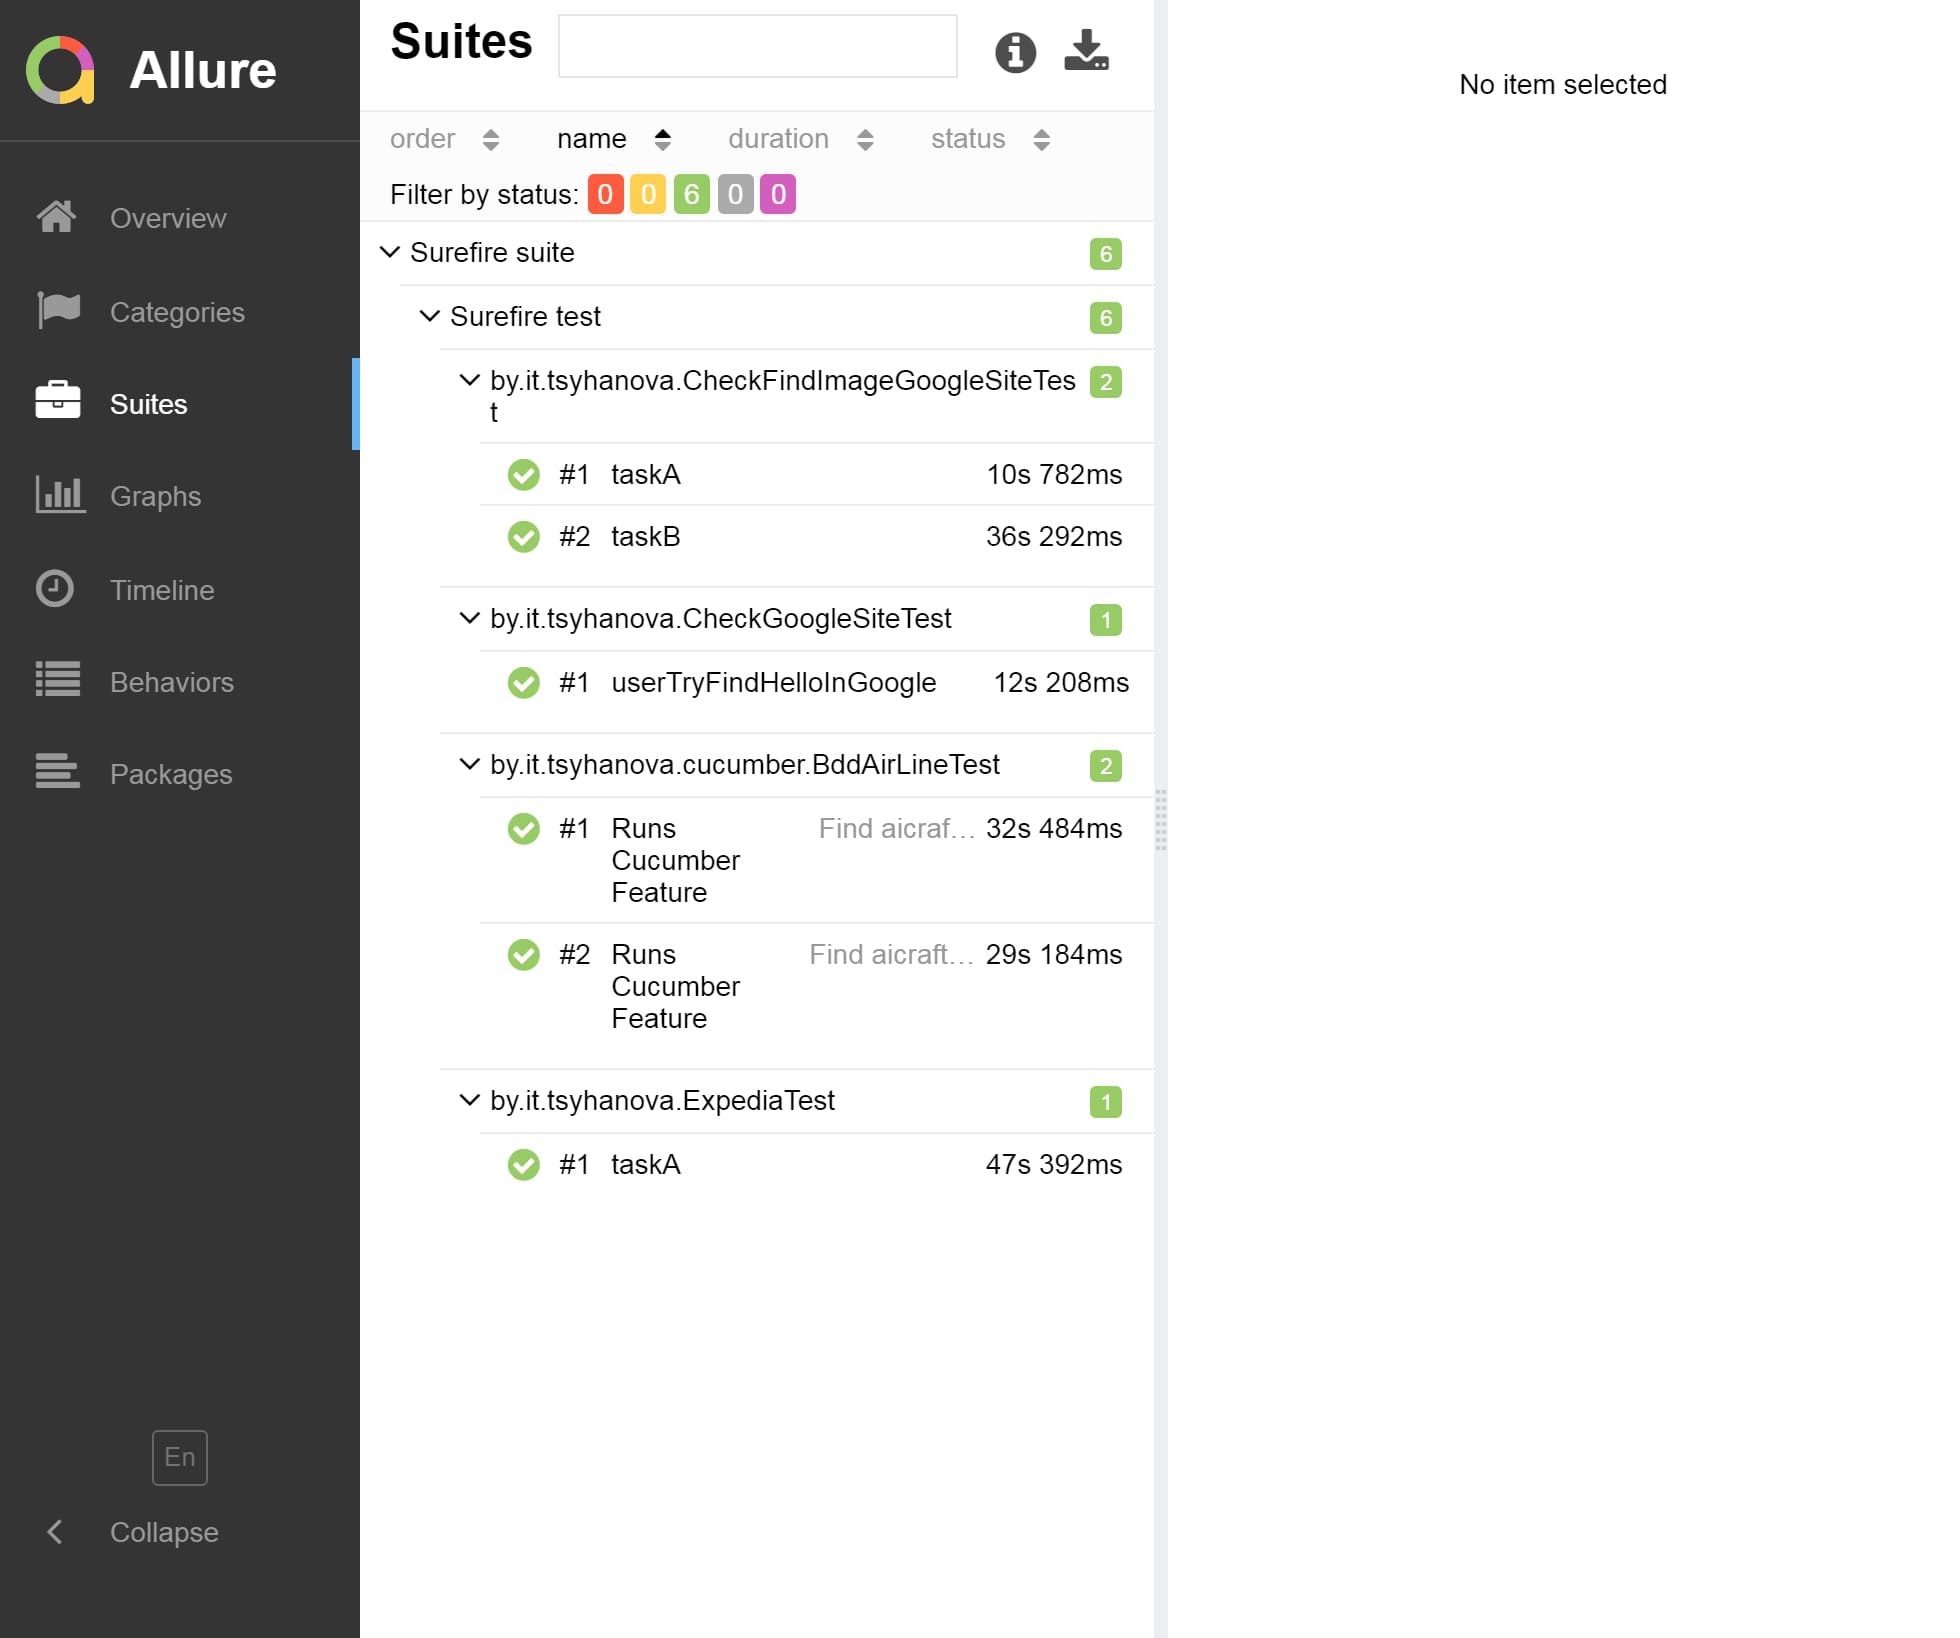 Allure
Overview
Categories
Suites
Graphs
Timeline
Behaviors
Packages
En
Collapse
Suites
order name duration status
Filter by status: 0 0 6 0 0
Surefire suite 6
Surefire test 6
by.it.tsyhanova.CheckFindImageGoogleSiteTes 2
t
#1 taskA 10s 782ms
#2 taskB 36s 292ms
by.it.tsyhanova.CheckGoogleSiteTest 1
#1 userTryFindHelloInGoogle 12s 208ms
by.it.tsyhanova.cucumber.BddAirLineTest 2
#1 Runs Find aicraf... 32s 484ms
Cucumber
Feature
#2 Runs Find aicraft... 29s 184ms
Cucumber
Feature
by.it.tsyhanova.ExpediaTest 1
#1 taskA 47s 392ms
No item selected